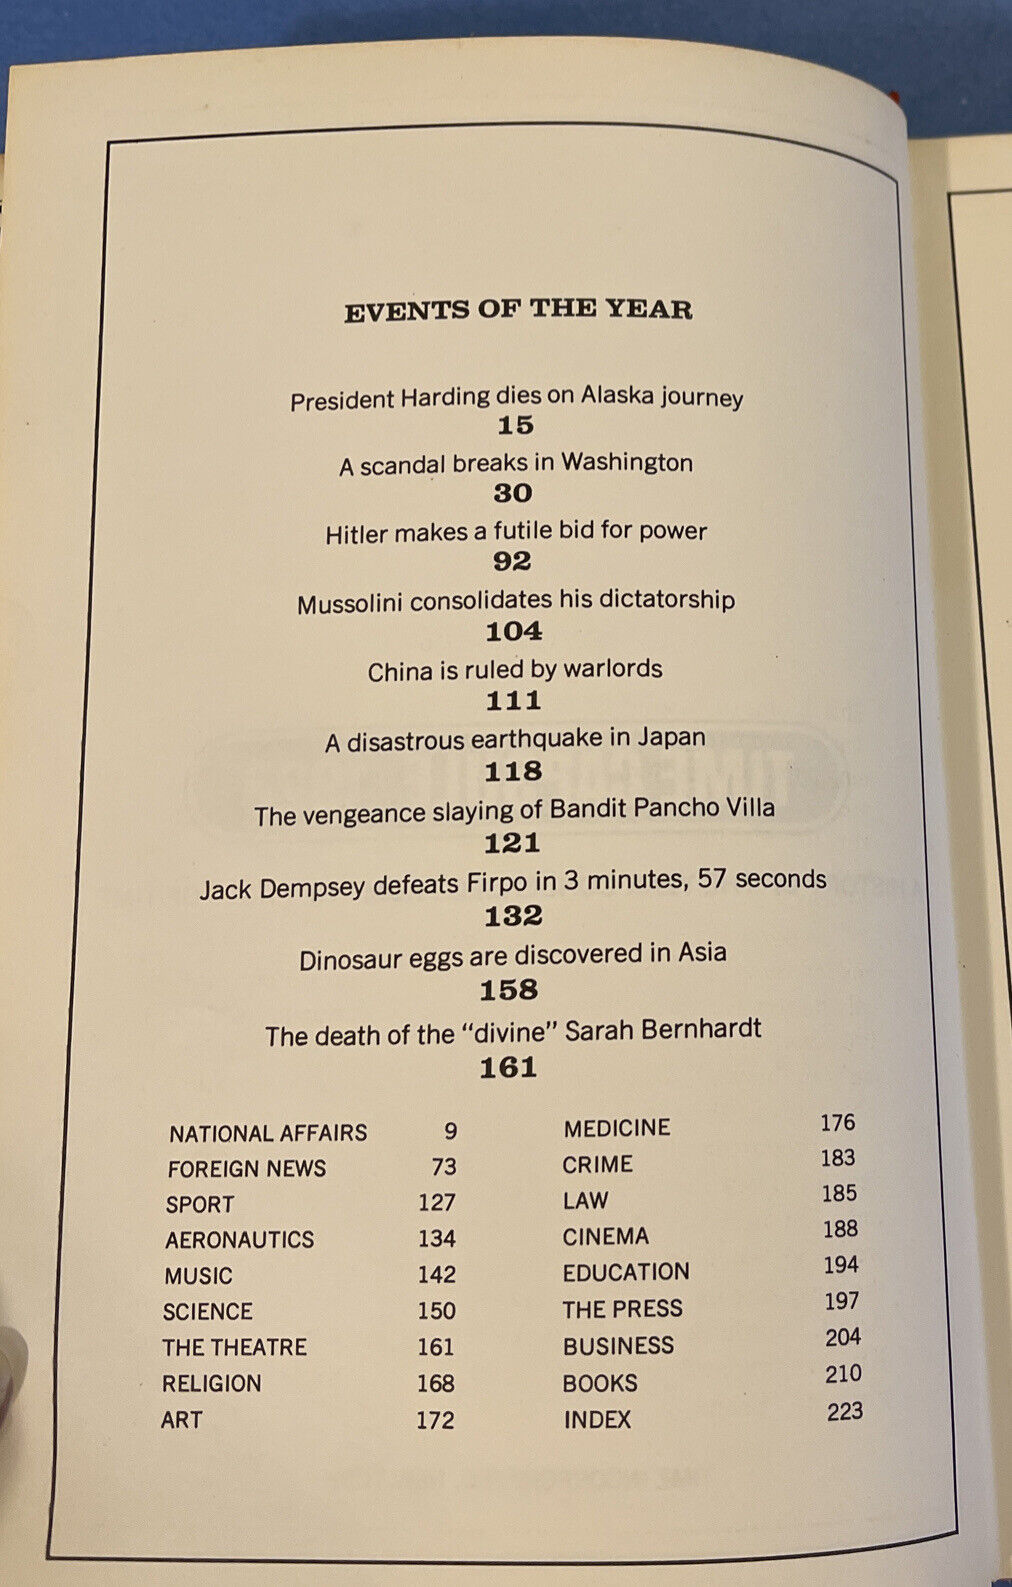 EVENTS OF THE YEAR
President Harding dies on Alaska journey
15
A scandal breaks in Washington
30
Hitler makes a futile bid for power
92
Mussolini consolidates his dictatorship
104
China is ruled by warlords
111
A disastrous earthquake in Japan
118
The vengeance slaying of Bandit Pancho Villa
121
Jack Dempsey defeats Firpo in 3 minutes, 57 seconds
132
Dinosaur eggs are discovered in Asia
158
The death of the "divine" Sarah Bernhardt
161
NATIONAL AFFAIRS 9
FOREIGN NEWS 73
SPORT 127
AERONAUTICS 134
MUSIC 142
SCIENCE 150
THE THEATRE 161
RELIGION 168
ART 172
MEDICINE 176
CRIME 183
LAW 185
CINEMA 188
EDUCATION 194
THE PRESS 197
BUSINESS 204
BOOKS 210
INDEX 223